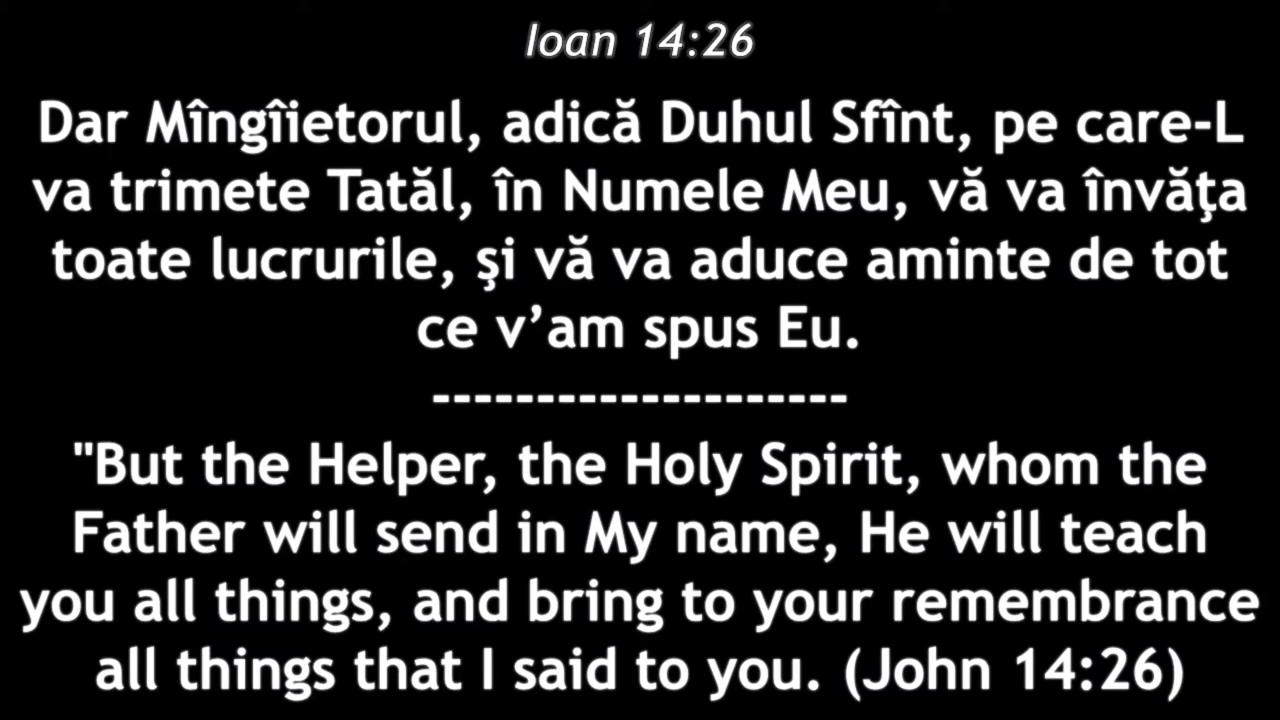 Ioan 14:26
Dar Mîngîietorul, adică Duhul Sfînt, pe care-L
va trimete Tatăl, în Numele Meu, vă va învăţa
toate lucrurile, şi vă va aduce aminte de tot
ce v’am spus Eu.
--------------------
"But the Helper, the Holy Spirit, whom the
Father will send in My name, He will teach
you all things, and bring to your remembrance
all things that I said to you. (John 14:26)